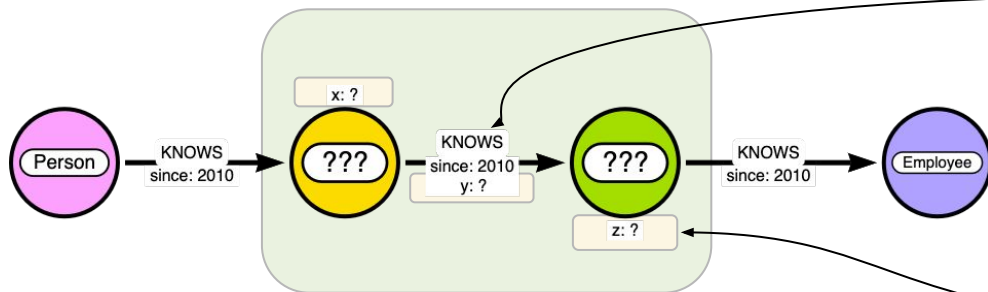 x: ?
Person
KNOWS
since: 2010
???
KNOWS
since: 2010
y: ?
???
z: ?
KNOWS
since: 2010
Employee